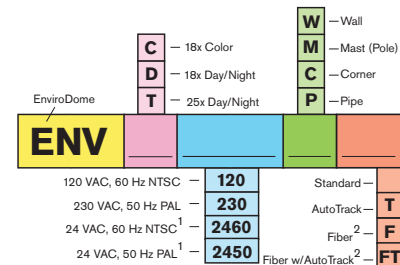 W – Wall
C – 18x Color M – Mast (Pole)
D – 18x Day/Night C – Corner
EnviroDome T – 25x Day/Night P – Pipe
ENV
120 VAC, 60 Hz NTSC – 120 Standard –
230 VAC, 50 Hz PAL – 230 AutoTrack – T
24 VAC, 60 Hz NTSC¹ – 2460 Fiber² – F
24 VAC, 50 Hz PAL¹ – 2450 Fiber w/AutoTrack² – FT